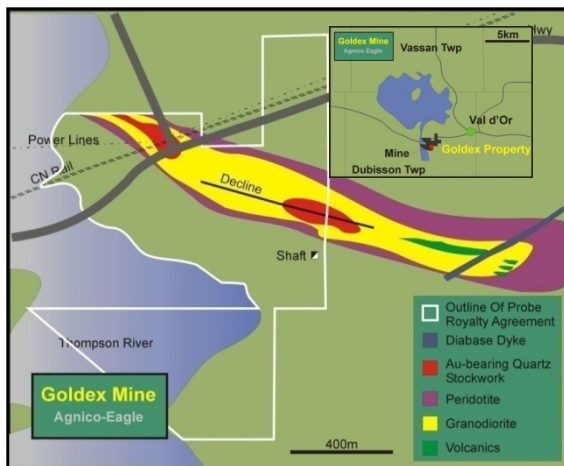 Goldex Mine
Agnico-Eagle
5km
Hwy
Vassan Twp
Val d'Or
Goldex Property
Mine
Dubisson Twp
Power Lines
CN Rail
Decline
Shaft
Thompson River
Goldex Mine
Agnico-Eagle
400m
Outline Of Probe
Royalty Agreement
Diabase Dyke
Au-bearing Quartz
Stockwork
Peridotite
Granodiorite
Volcanics